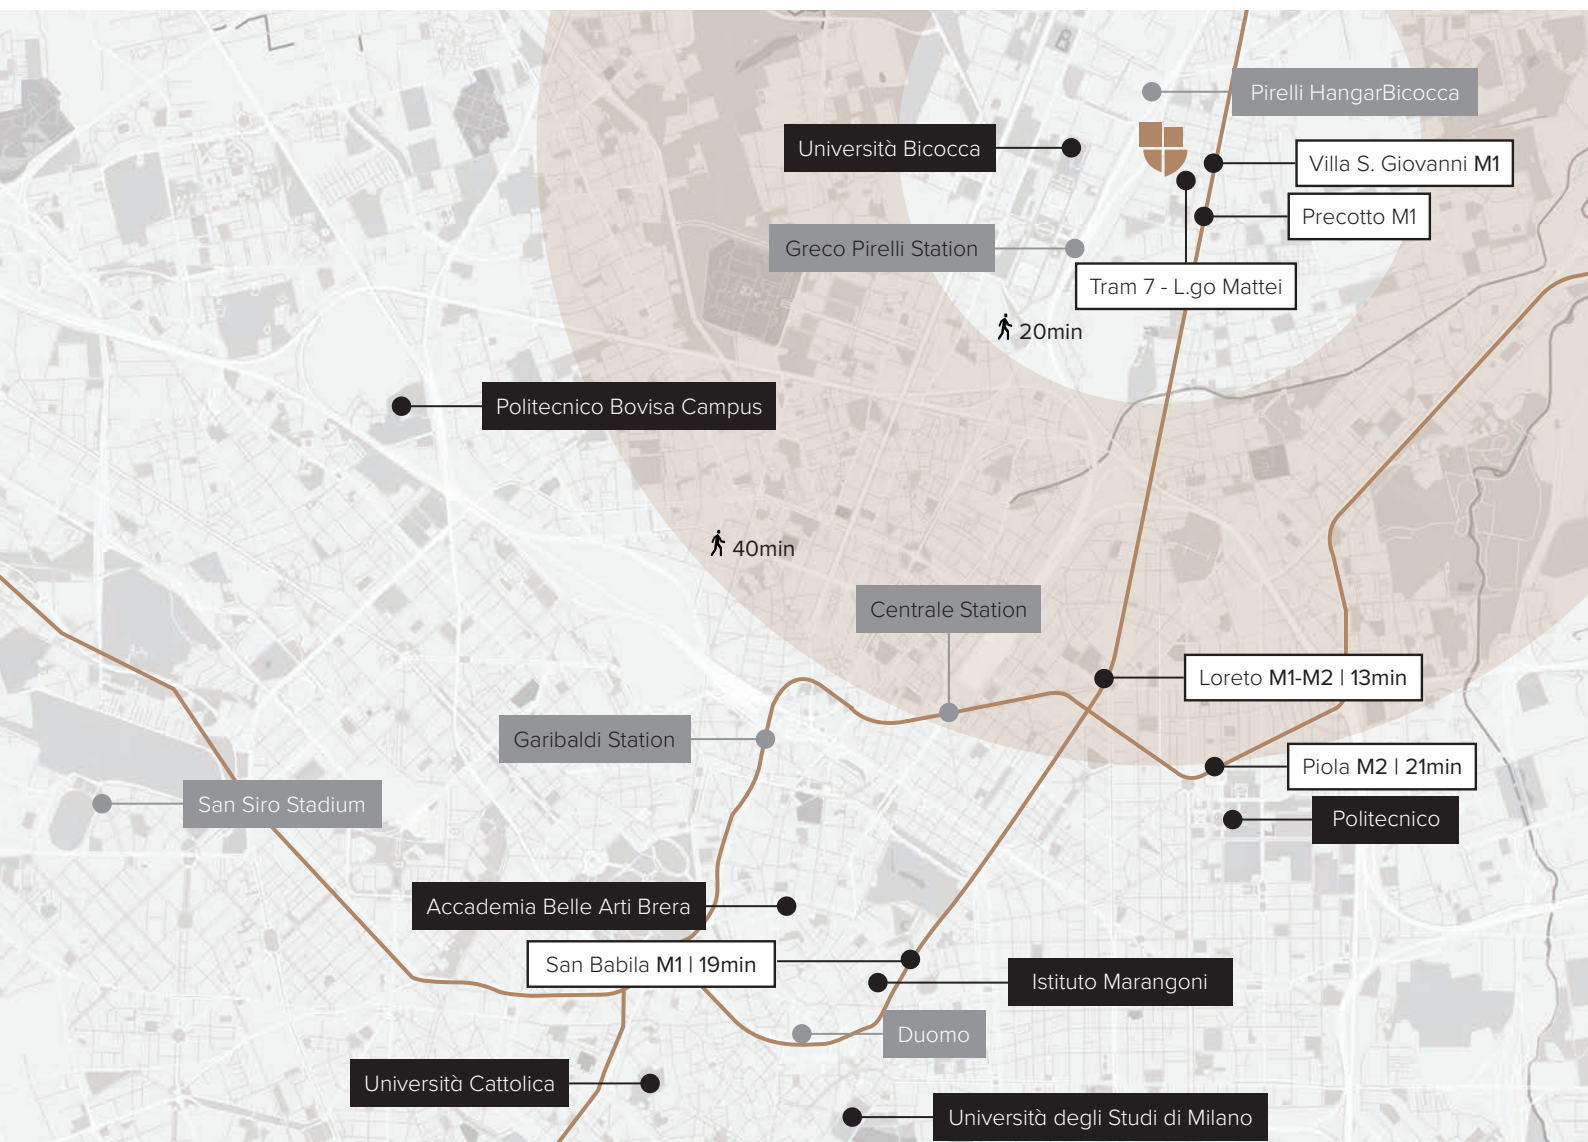 Pirelli HangarBicocca
Università Bicocca
Villa S. Giovanni M1
Precotto M1
Greco Pirelli Station
Tram 7 - L.go Mattei
20min
Politecnico Bovisa Campus
40min
Centrale Station
Loreto M1-M2 | 13min
Garibaldi Station
Piola M2 | 21min
San Siro Stadium
Politecnico
Accademia Belle Arti Brera
San Babila M1 | 19min
Istituto Marangoni
Duomo
Università Cattolica
Università degli Studi di Milano